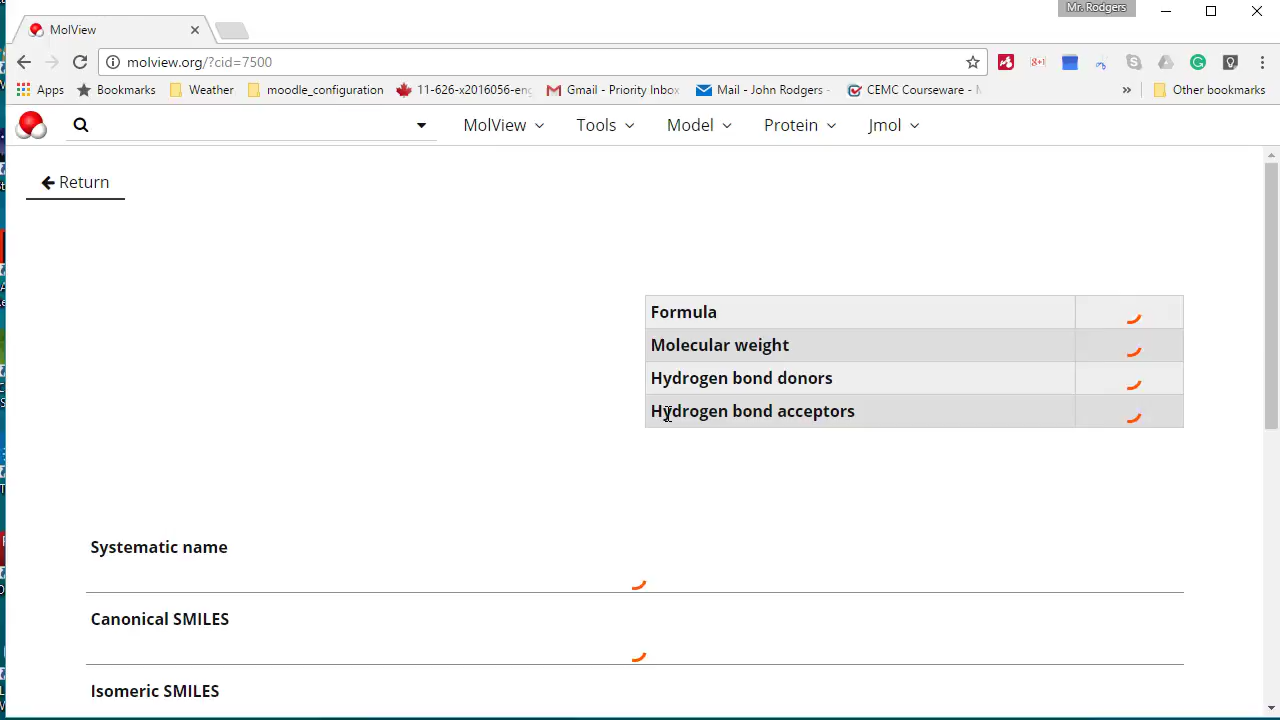 Mr. Rodgers
MolView
molview.org/?cid=7500
Apps Bookmarks Weather moodle_configuration 11-626-x2016056-eng Gmail - Priority Inbox Mail - John Rodgers - CEMC Courseware - Other bookmarks
MolView Tools Model Protein Jmol
Return
Formula
Molecular weight
Hydrogen bond donors
Hydrogen bond acceptors
Systematic name
Canonical SMILES
Isomeric SMILES